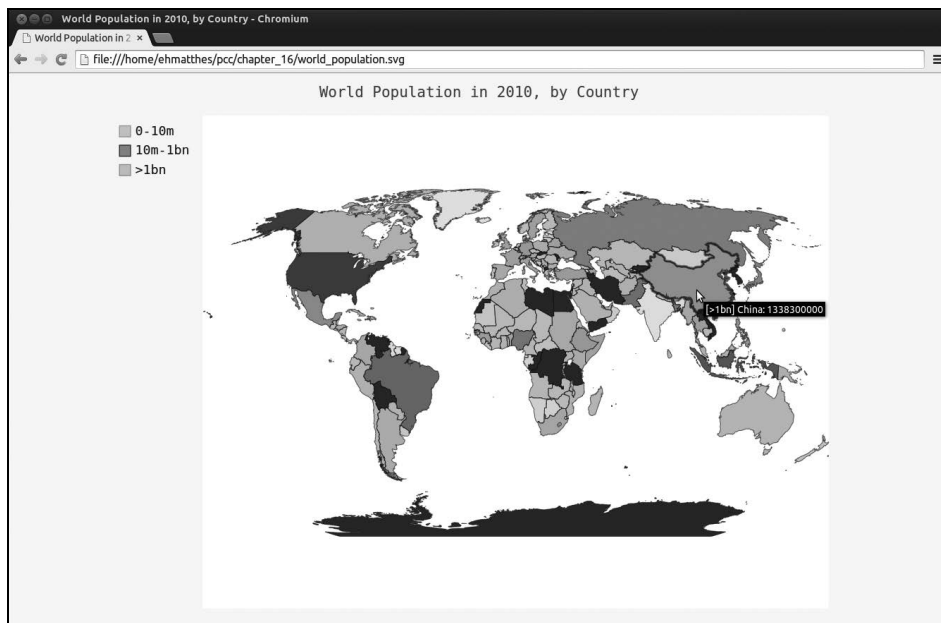 World Population in 2010, by Country - Chromium
World Population in 2
file:///home/ehmatthes/pcc/chapter_16/world_population.svg
World Population in 2010, by Country
0-10m
10m-1bn
>1bn
[>1bn] China: 1338300000